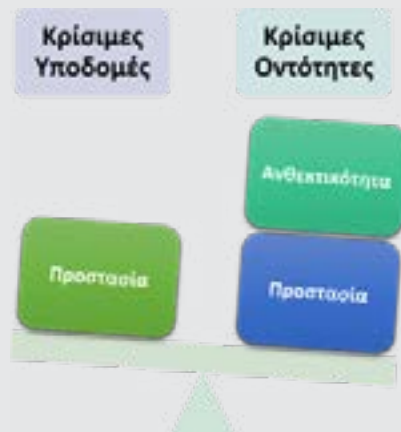 Κρίσιμες
Υποδομές
Κρίσιμες
Οντότητες
Ανθεκτικότητα
Προστασία
Προστασία